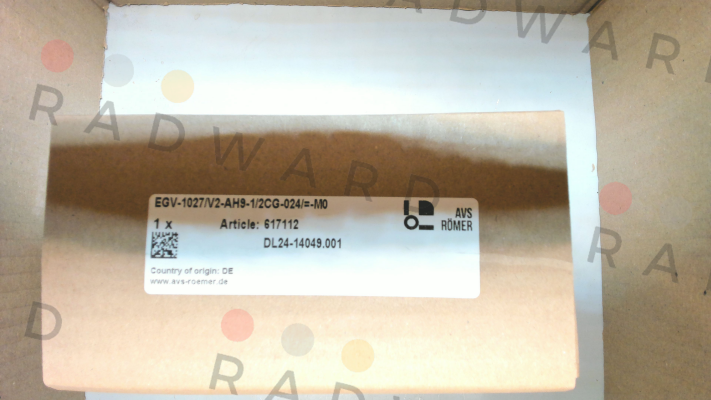 RADWARD
RADWARD
EGV-1027/V2-AH9-1/2CG-024/=-M0
1 x
Article: 617112
DL24-14049.001
AVS
RÖMER
Country of origin: DE
www.avs-roemer.de
RA
D
RADWARD